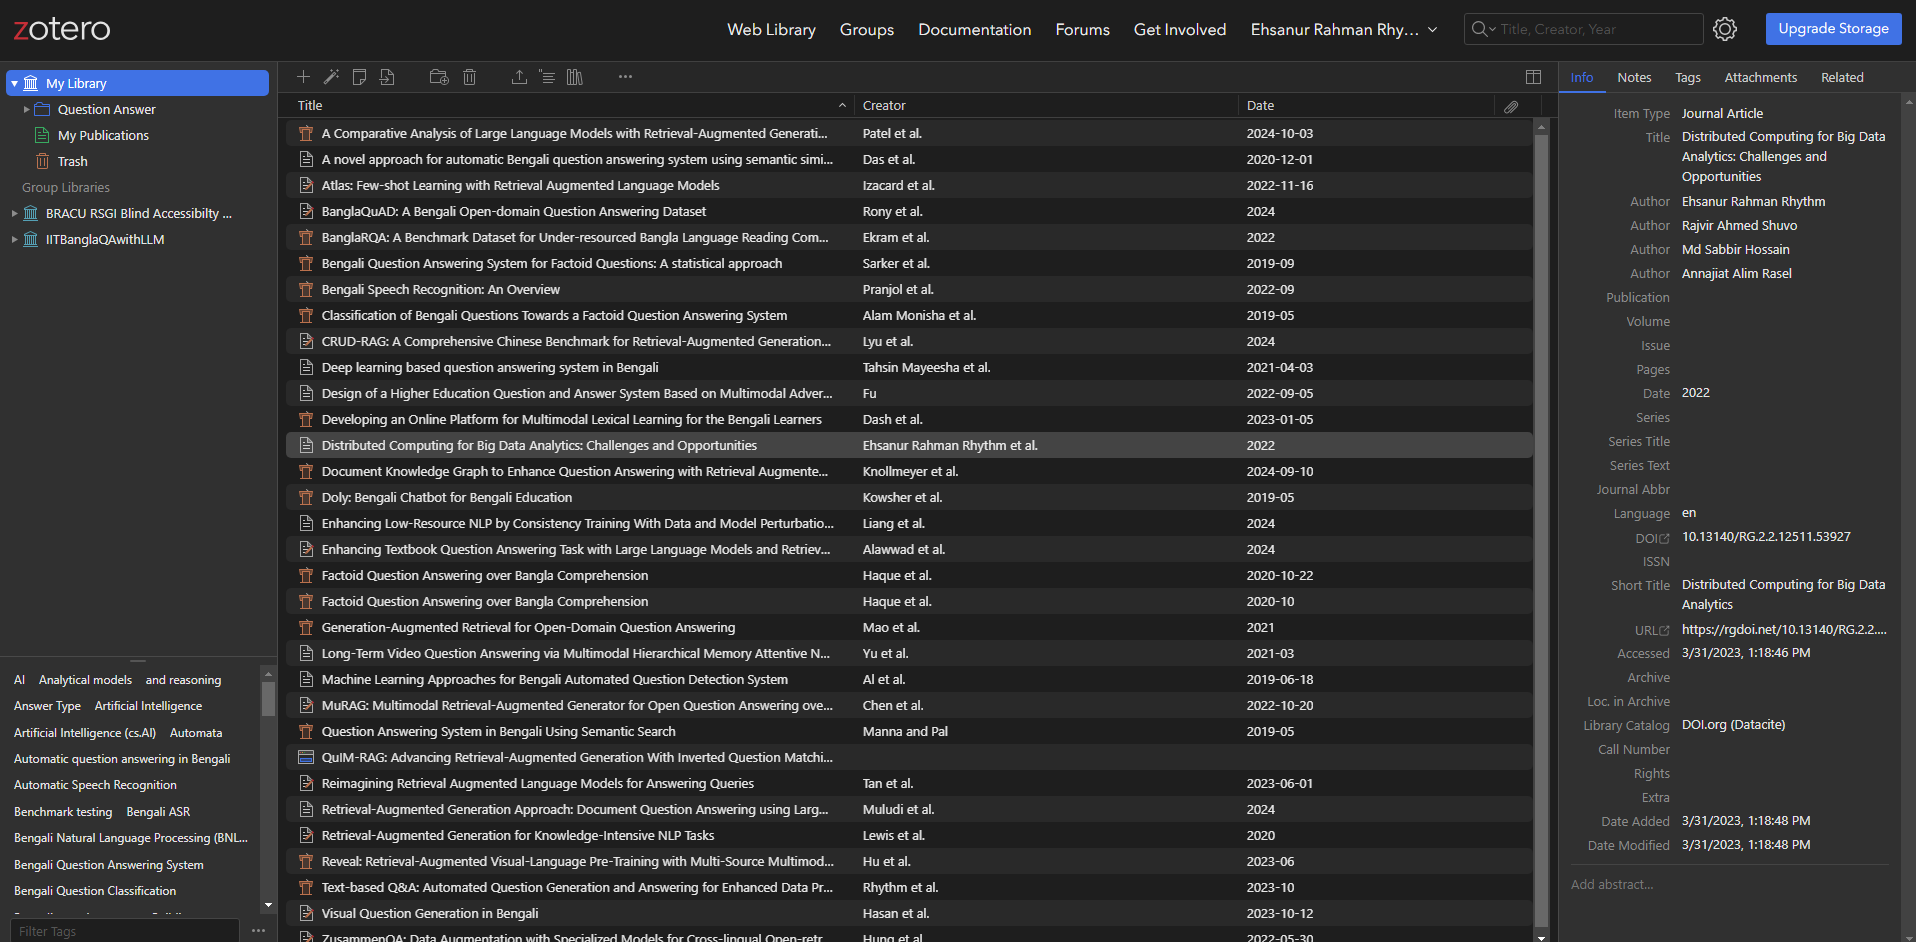 zotero
Web Library Groups Documentation Forums Get Involved Ehsanur Rahman Rhy... Title, Creator, Year Upgrade Storage
My Library
Question Answer
My Publications
Trash
Group Libraries
BRACU RSGI Blind Accessibilty ...
IITBanglaQAwithLLM
AI Analytical models and reasoning
Answer Type Artificial Intelligence
Artificial Intelligence (cs.AI) Automata
Automatic question answering in Bengali
Automatic Speech Recognition
Benchmark testing Bengali ASR
Bengali Natural Language Processing (BNL...
Bengali Question Answering System
Bengali Question Classification
Filter Tags
Title Creator Date
A Comparative Analysis of Large Language Models with Retrieval-Augmented Generati... Patel et al. 2024-10-03
A novel approach for automatic Bengali question answering system using semantic simi... Das et al. 2020-12-01
Atlas: Few-shot Learning with Retrieval Augmented Language Models Izacard et al. 2022-11-16
BanglaQuAD: A Bengali Open-domain Question Answering Dataset Rony et al. 2024
BanglaRQA: A Benchmark Dataset for Under-resourced Bangla Language Reading Com... Ekram et al. 2022
Bengali Question Answering System for Factoid Questions: A statistical approach Sarker et al. 2019-09
Bengali Speech Recognition: An Overview Pranjol et al. 2022-09
Classification of Bengali Questions Towards a Factoid Question Answering System Alam Monisha et al. 2019-05
CRUD-RAG: A Comprehensive Chinese Benchmark for Retrieval-Augmented Generation... Lyu et al. 2024
Deep learning based question answering system in Bengali Tahsin Mayeesha et al. 2021-04-03
Design of a Higher Education Question and Answer System Based on Multimodal Adver... Fu 2022-09-05
Developing an Online Platform for Multimodal Lexical Learning for the Bengali Learners Dash et al. 2023-01-05
Distributed Computing for Big Data Analytics: Challenges and Opportunities Ehsanur Rahman Rhythm et al. 2022
Document Knowledge Graph to Enhance Question Answering with Retrieval Augmente... Knollmeyer et al. 2024-09-10
Doly: Bengali Chatbot for Bengali Education Kowsher et al. 2019-05
Enhancing Low-Resource NLP by Consistency Training With Data and Model Perturbatio... Liang et al. 2024
Enhancing Textbook Question Answering Task with Large Language Models and Retriev... Alawwad et al. 2024
Factoid Question Answering over Bangla Comprehension Haque et al. 2020-10-22
Factoid Question Answering over Bangla Comprehension Haque et al. 2020-10
Generation-Augmented Retrieval for Open-Domain Question Answering Mao et al. 2021
Long-Term Video Question Answering via Multimodal Hierarchical Memory Attentive N... Yu et al. 2021-03
Machine Learning Approaches for Bengali Automated Question Detection System Al et al. 2019-06-18
MuRAG: Multimodal Retrieval-Augmented Generator for Open Question Answering ove... Chen et al. 2022-10-20
Question Answering System in Bengali Using Semantic Search Manna and Pal 2019-05
QuIM-RAG: Advancing Retrieval-Augmented Generation With Inverted Question Matchi...
Reimagining Retrieval Augmented Language Models for Answering Queries Tan et al. 2023-06-01
Retrieval-Augmented Generation Approach: Document Question Answering using Larg... Muludi et al. 2024
Retrieval-Augmented Generation for Knowledge-Intensive NLP Tasks Lewis et al. 2020
Reveal: Retrieval-Augmented Visual-Language Pre-Training with Multi-Source Multimod... Hu et al. 2023-06
Text-based Q&A: Automated Question Generation and Answering for Enhanced Data Pr... Rhythm et al. 2023-10
Visual Question Generation in Bengali Hasan et al. 2023-10-12
ZusammenQA: Data Augmentation with Specialized Models for Cross-lingual Open-retr... Hung et al. 2022-05-30
Info Notes Tags Attachments Related
Item Type Journal Article
Title Distributed Computing for Big Data
Analytics: Challenges and
Opportunities
Author Ehsanur Rahman Rhythm
Author Rajvir Ahmed Shuvo
Author Md Sabbir Hossain
Author Annajiat Alim Rasel
Publication
Volume
Issue
Pages
Date 2022
Series
Series Title
Series Text
Journal Abbr
Language en
DOI 10.13140/RG.2.2.12511.53927
ISSN
Short Title Distributed Computing for Big Data
Analytics
URL https://rgdoi.net/10.13140/RG.2.2....
Accessed 3/31/2023, 1:18:46 PM
Archive
Loc. in Archive
Library Catalog DOI.org (Datacite)
Call Number
Rights
Extra
Date Added 3/31/2023, 1:18:48 PM
Date Modified 3/31/2023, 1:18:48 PM
Add abstract...